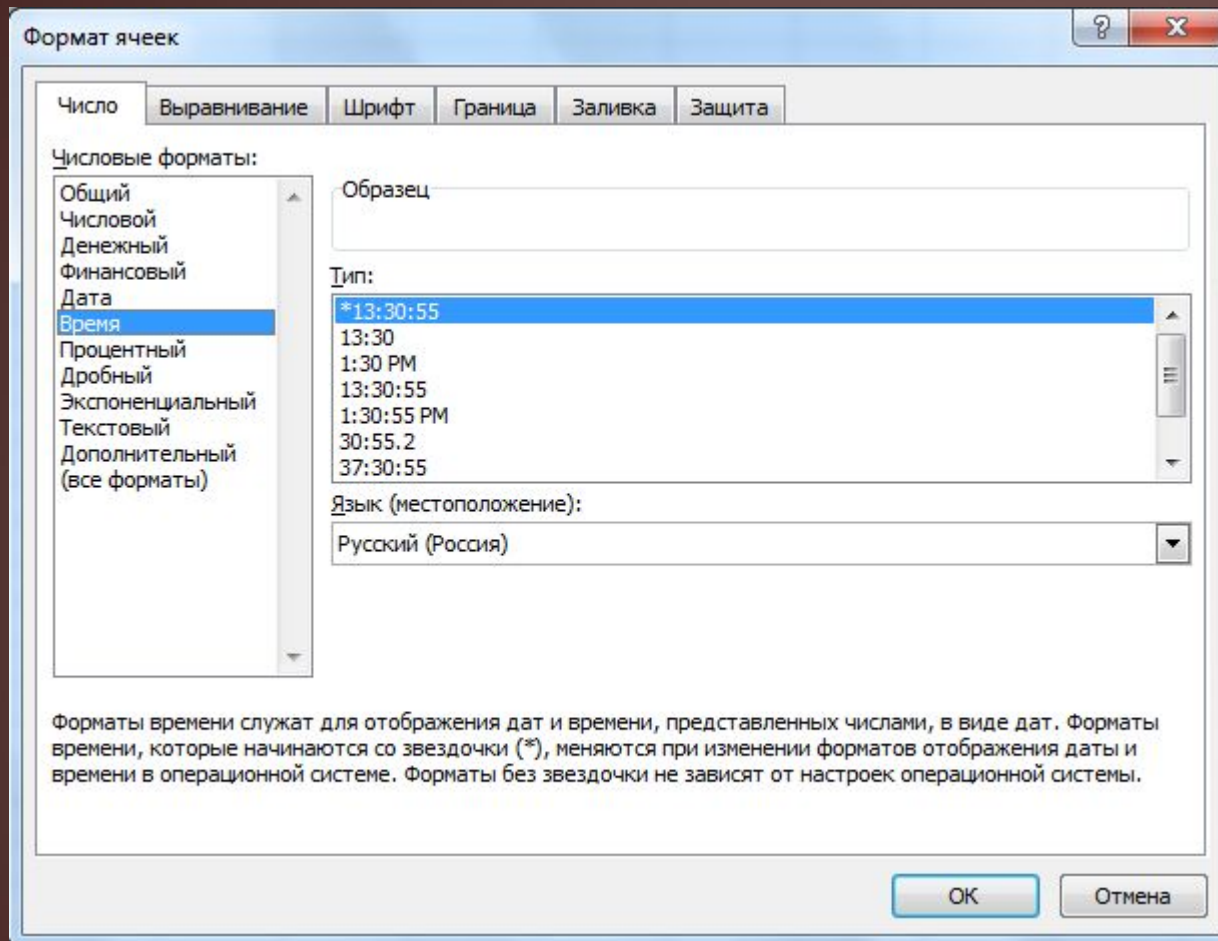 Формат ячеек
Число
Выравнивание
Шрифт
Граница
Заливка
Защита
Числовые форматы:
Общий
Числовой
Денежный
Финансовый
Дата
Время
Процентный
Дробный
Экспоненциальный
Текстовый
Дополнительный
(все форматы)
Образец
Тип:
*13:30:55
13:30
1:30 PM
13:30:55
1:30:55 PM
30:55.2
37:30:55
Язык (местоположение):
Русский (Россия)
Форматы времени служат для отображения дат и времени, представленных числами, в виде дат. Форматы
времени, которые начинаются со звездочки (*), меняются при изменении форматов отображения даты и
времени в операционной системе. Форматы без звездочки не зависят от настроек операционной системы.
ОК
Отмена